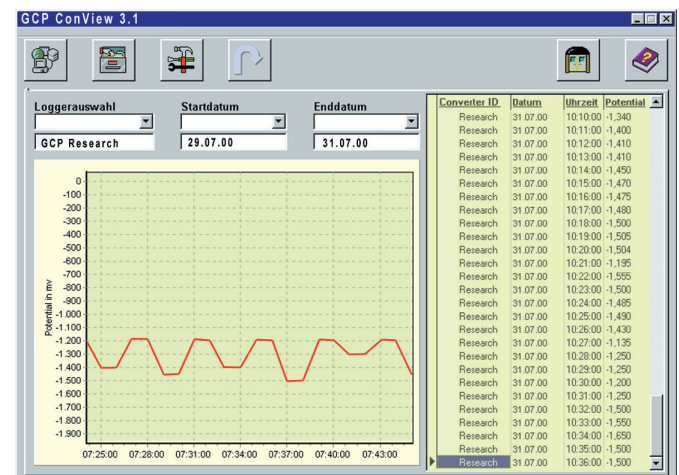 GCP ConView 3.1
Loggerauswahl Startdatum Enddatum
GCP Research 29.07.00 31.07.00
Potential in mv
0
-100
-200
-300
-400
-500
-600
-700
-800
-900
-1.000
-1.100
-1.200
-1.300
-1.400
-1.500
-1.600
-1.700
-1.800
-1.900
07:25:00 07:28:00 07:31:00 07:34:00 07:37:00 07:40:00 07:43:00
Converter ID Datum Uhrzeit Potential
Research 31.07.00 10:10:00 -1,340
Research 31.07.00 10:11:00 -1,400
Research 31.07.00 10:12:00 -1,410
Research 31.07.00 10:13:00 -1,410
Research 31.07.00 10:14:00 -1,450
Research 31.07.00 10:15:00 -1,470
Research 31.07.00 10:16:00 -1,475
Research 31.07.00 10:17:00 -1,480
Research 31.07.00 10:18:00 -1,500
Research 31.07.00 10:19:00 -1,505
Research 31.07.00 10:20:00 -1,504
Research 31.07.00 10:21:00 -1,195
Research 31.07.00 10:22:00 -1,555
Research 31.07.00 10:23:00 -1,500
Research 31.07.00 10:24:00 -1,485
Research 31.07.00 10:25:00 -1,490
Research 31.07.00 10:26:00 -1,430
Research 31.07.00 10:27:00 -1,135
Research 31.07.00 10:28:00 -1,250
Research 31.07.00 10:29:00 -1,250
Research 31.07.00 10:30:00 -1,200
Research 31.07.00 10:31:00 -1,250
Research 31.07.00 10:32:00 -1,500
Research 31.07.00 10:33:00 -1,550
Research 31.07.00 10:34:00 -1,650
Research 31.07.00 10:35:00 -1,500
Research 31.07.00 10:36:00 -1,500